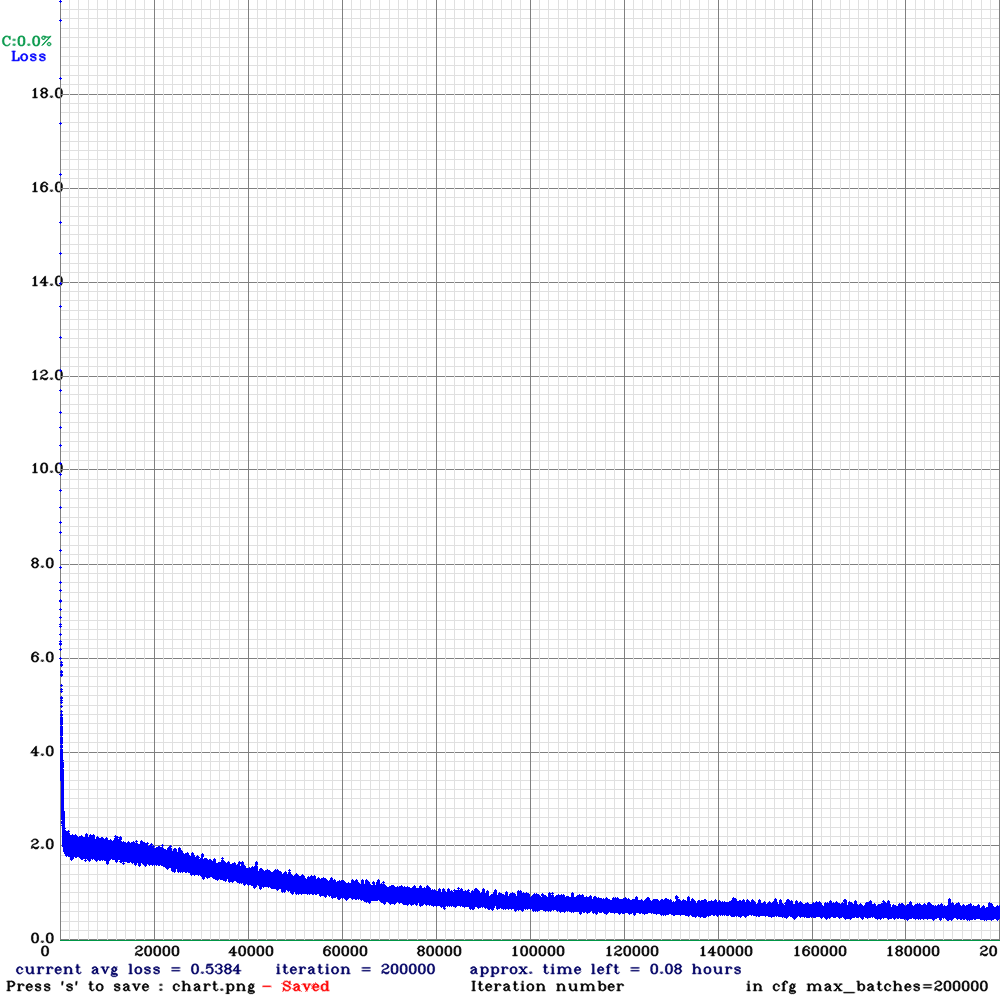 C:0.0%
Loss
18.0
16.0
14.0
12.0
10.0
8.0
6.0
4.0
2.0
0.0
0 20000 40000 60000 80000 100000 120000 140000 160000 180000 20
current avg loss = 0.5384 iteration = 200000 approx. time left = 0.08 hours
Press 's' to save : chart.png - Saved Iteration number in cfg max_batches=200000